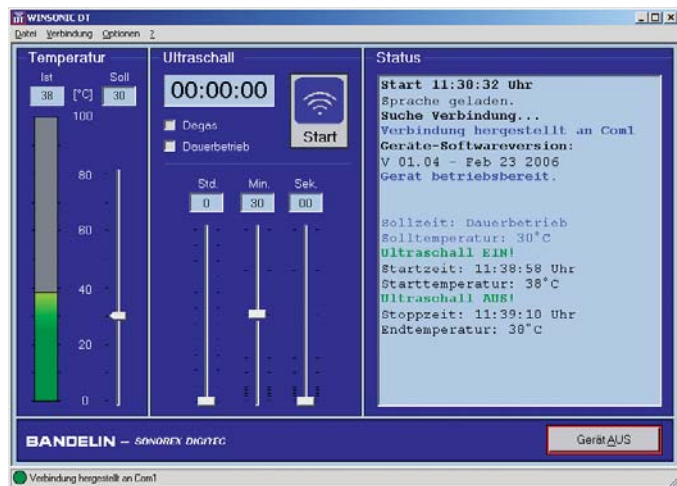 WINSONIC DT
Datei Verbindung Optionen ?
Temperatur
Ist
Soll
38
[°C]
30
100
80
60
40
20
0
Ultraschall
00:00:00
Degas
Dauerbetrieb
Start
Std.
Min.
Sek.
0
30
00
Status
Start 11:38:32 Uhr
Sprache geladen.
Suche Verbindung...
Verbindung hergestellt an Com1
Geräte-Softwareversion:
V 01.04 - Feb 23 2006
Gerät betriebsbereit.
Sollzeit: Dauerbetrieb
Solltemperatur: 30°C
Ultraschall EIN!
Startzeit: 11:38:58 Uhr
Starttemperatur: 38°C
Ultraschall AUS!
Stoppzeit: 11:39:10 Uhr
Endtemperatur: 38°C
BANDELIN – SONOREX DIGITEC
Gerät AUS
Verbindung hergestellt an Com1